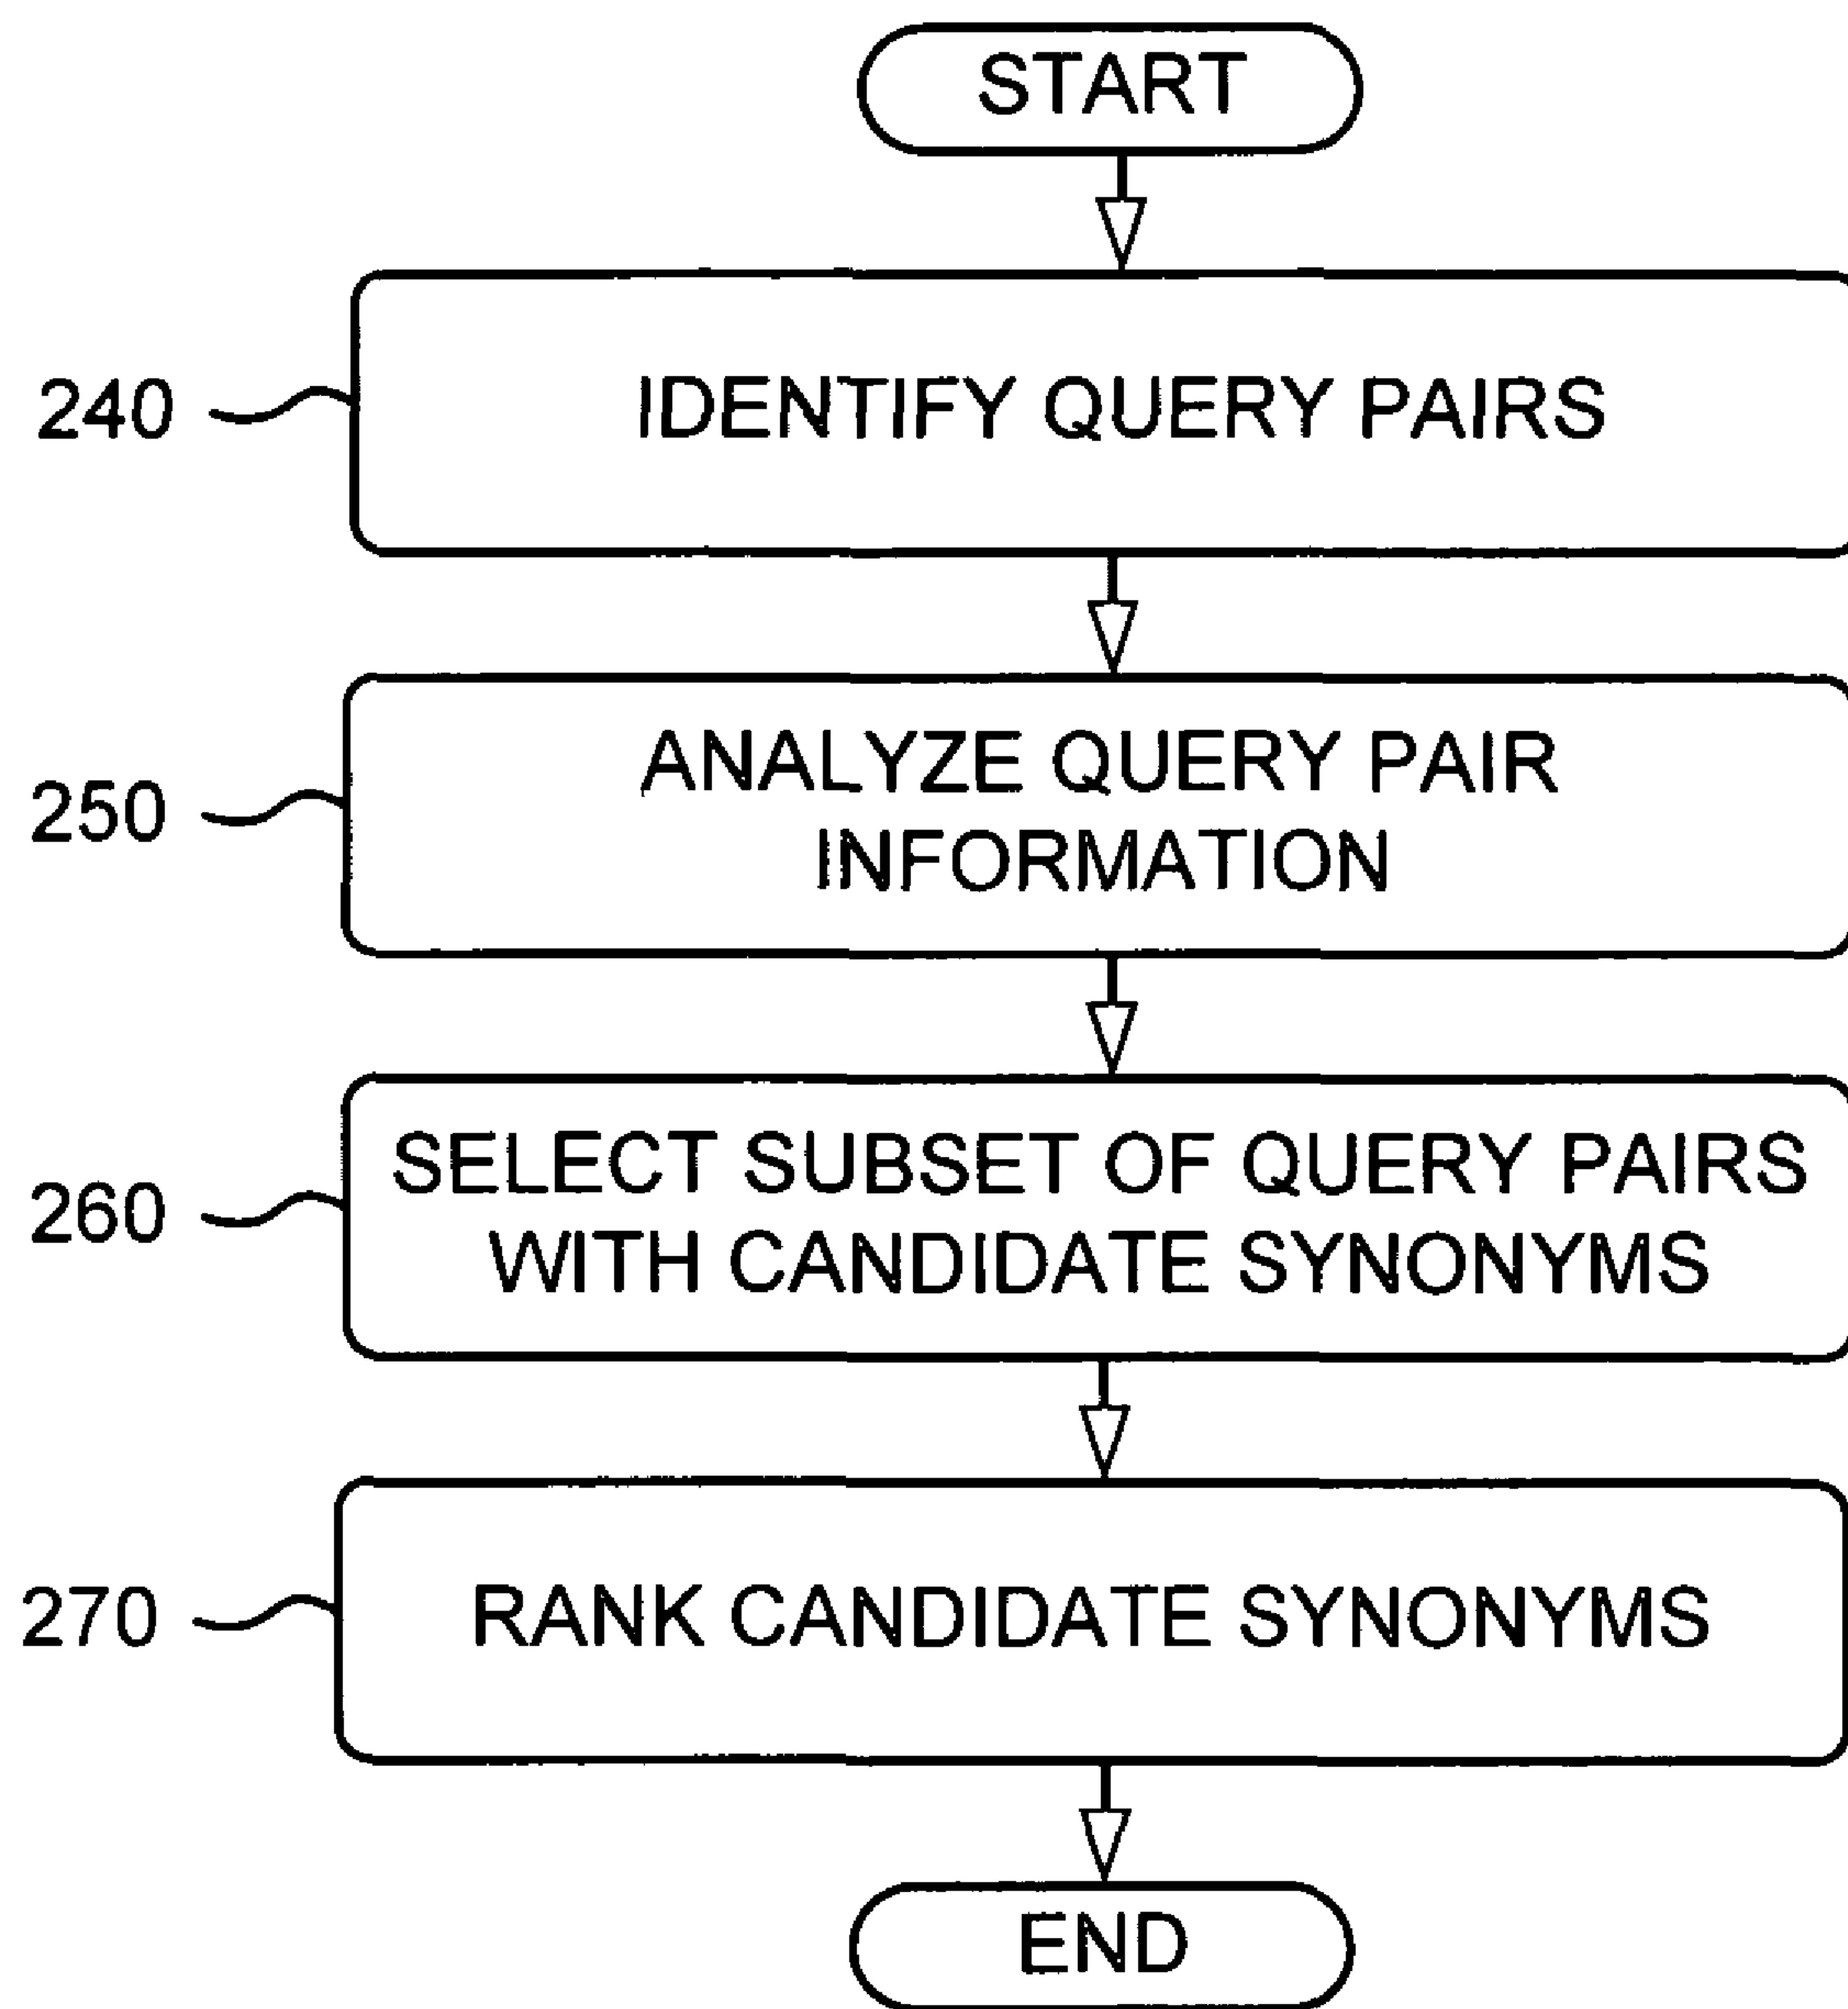 START
240
IDENTIFY QUERY PAIRS
250
ANALYZE QUERY PAIR
INFORMATION
260
SELECT SUBSET OF QUERY PAIRS
WITH CANDIDATE SYNONYMS
270
RANK CANDIDATE SYNONYMS
END